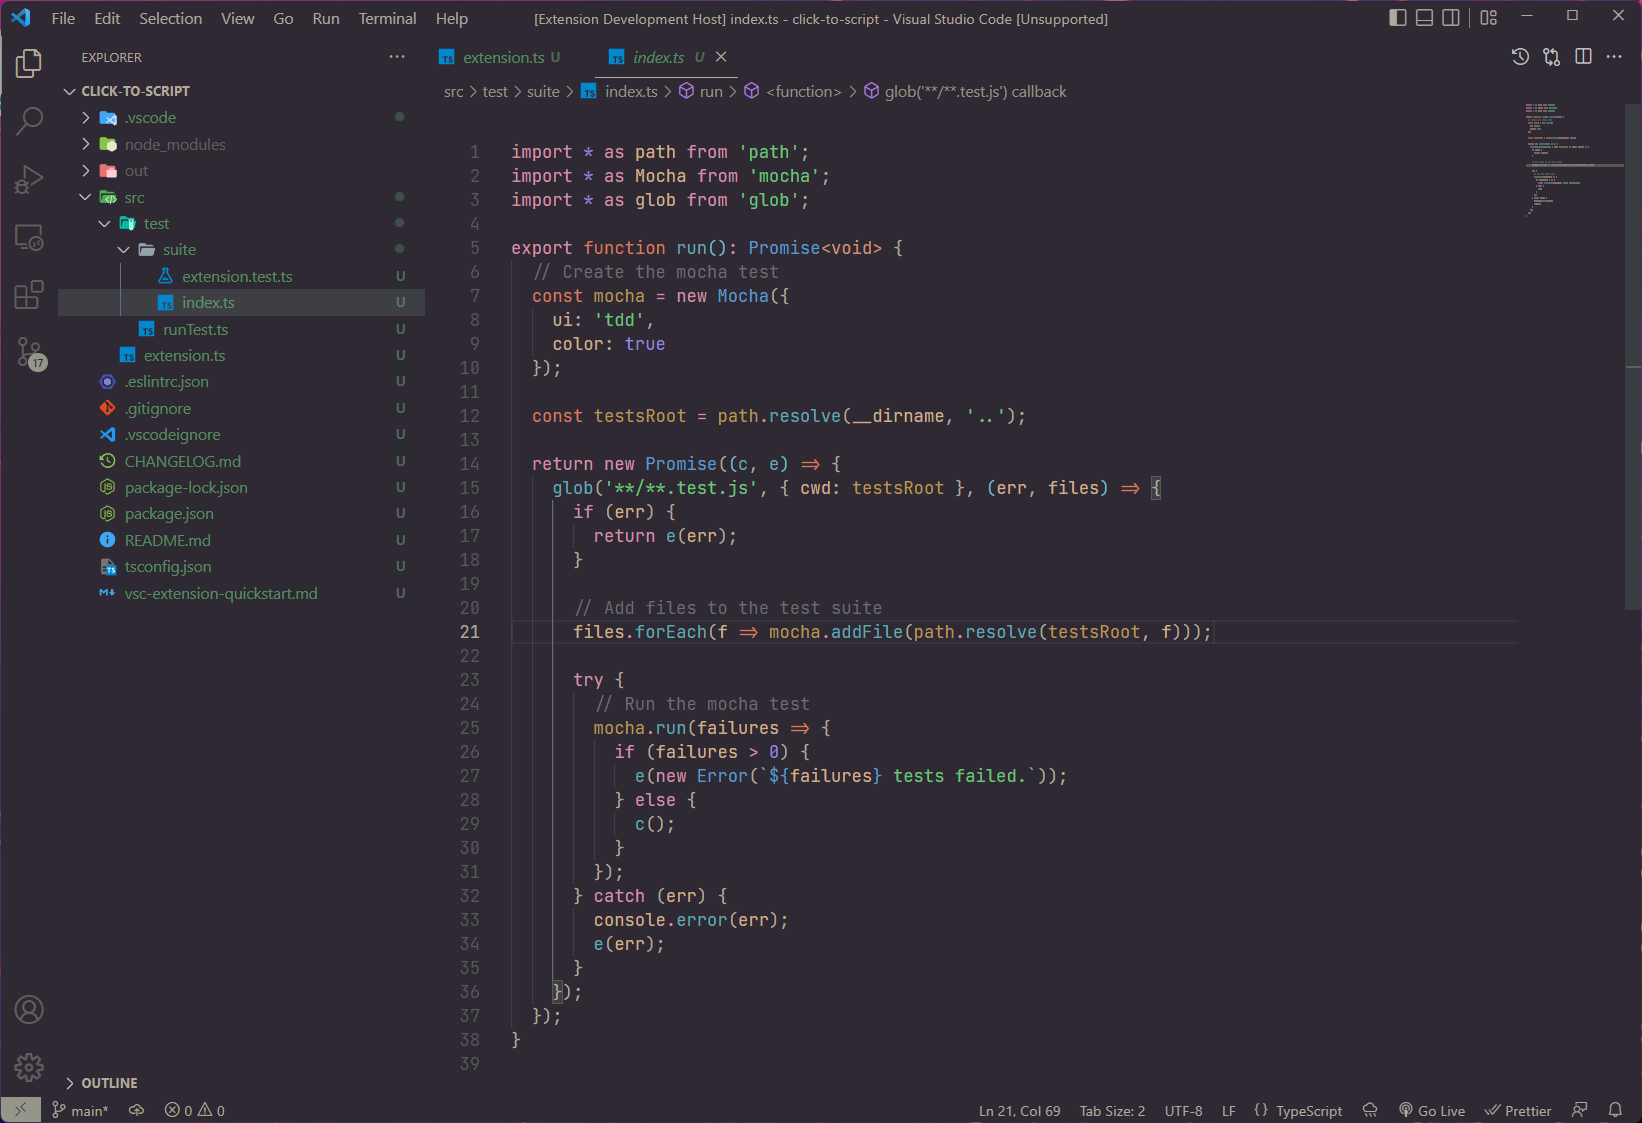 File Edit Selection View Go Run Terminal Help
[Extension Development Host] index.ts - click-to-script - Visual Studio Code [Unsupported]
EXPLORER
CLICK-TO-SCRIPT
.vscode
node_modules
out
src
test
suite
extension.test.ts U
index.ts U
runTest.ts U
extension.ts U
.eslintrc.json U
.gitignore U
.vscodeignore U
CHANGELOG.md U
package-lock.json U
package.json U
README.md U
tsconfig.json U
vsc-extension-quickstart.md U
OUTLINE
17
extension.ts U
index.ts U
src > test > suite > TS index.ts > run > <function> > glob('**/**.test.js') callback
1 import * as path from 'path';
2 import * as Mocha from 'mocha';
3 import * as glob from 'glob';
4
5 export function run(): Promise<void> {
6 // Create the mocha test
7 const mocha = new Mocha({
8 ui: 'tdd',
9 color: true
10 });
11
12 const testsRoot = path.resolve(__dirname, '..');
13
14 return new Promise((c, e) => {
15 glob('**/**.test.js', { cwd: testsRoot }, (err, files) => {
16 if (err) {
17 return e(err);
18 }
19
20 // Add files to the test suite
21 files.forEach(f => mocha.addFile(path.resolve(testsRoot, f)));
22
23 try {
24 // Run the mocha test
25 mocha.run(failures => {
26 if (failures > 0) {
27 e(new Error(`${failures} tests failed.`));
28 } else {
29 c();
30 }
31 });
32 } catch (err) {
33 console.error(err);
34 e(err);
35 }
36 });
37 });
38 }
39
main* 0 0 Ln 21, Col 69 Tab Size: 2 UTF-8 LF {} TypeScript Go Live Prettier